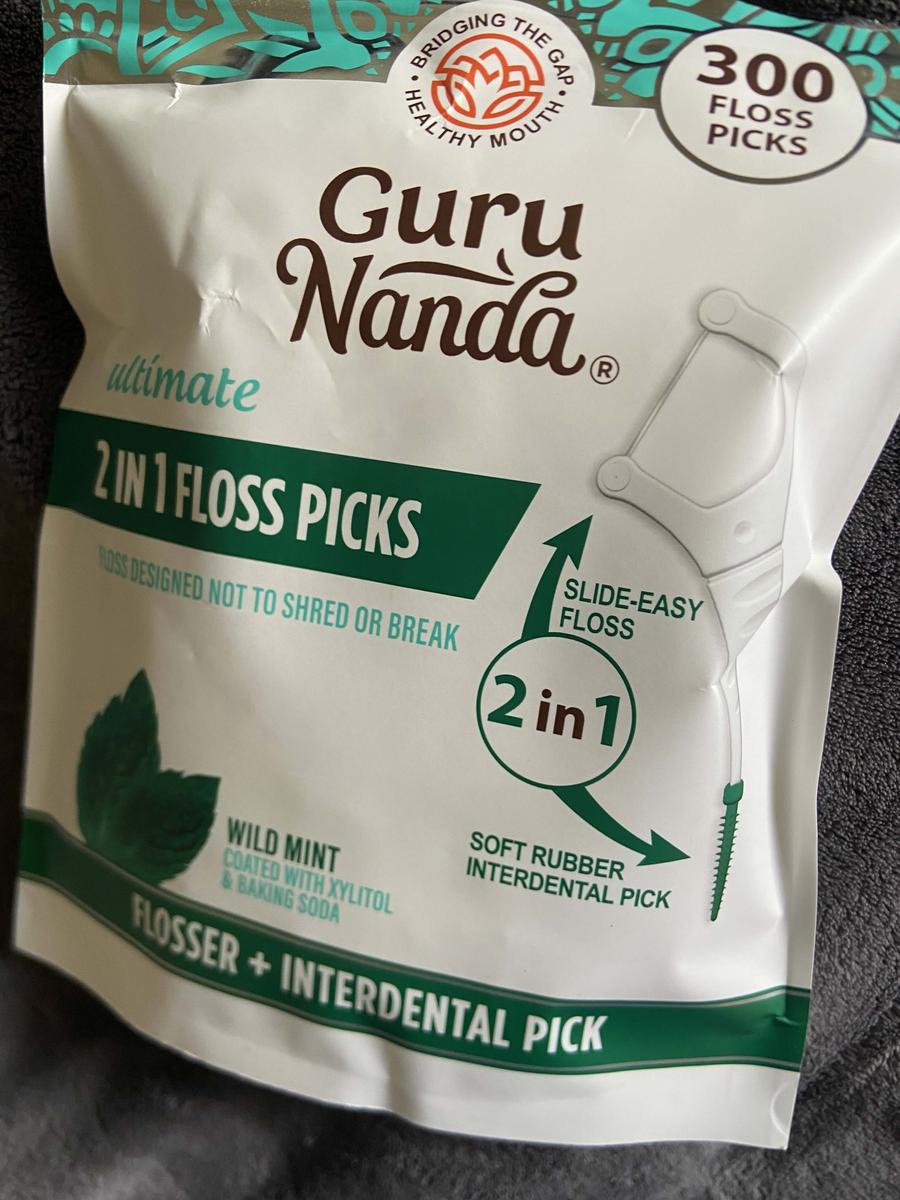 BRIDGING THE GAP
• HEALTHY MOUTH •
300
FLOSS
PICKS
Guru
Nanda®
ultimate
2 IN 1 FLOSS PICKS
FLOSS DESIGNED NOT TO SHRED OR BREAK
SLIDE-EASY
FLOSS
2 in 1
SOFT RUBBER
INTERDENTAL PICK
WILD MINT
COATED WITH XYLITOL
& BAKING SODA
FLOSSER + INTERDENTAL PICK